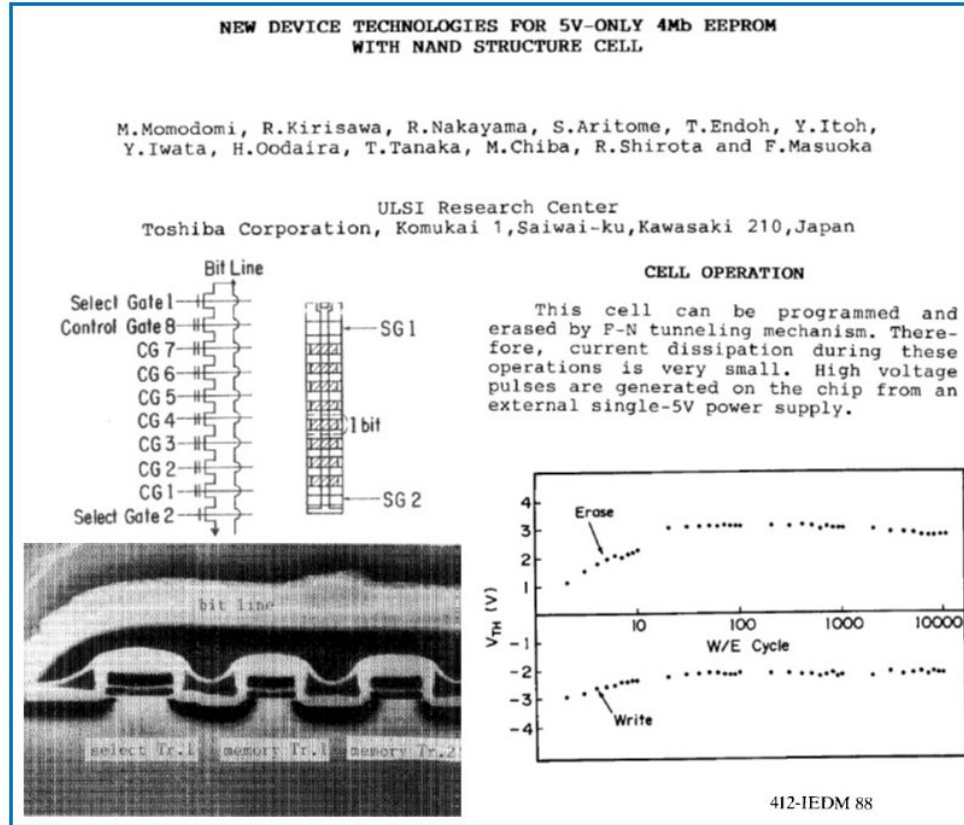 NEW DEVICE TECHNOLOGIES FOR 5V-ONLY 4Mb EEPROM
WITH NAND STRUCTURE CELL
M.Momodomi, R.Kirisawa, R.Nakayama, S.Aritome, T.Endoh, Y.Itoh,
Y.Iwata, H.Oodaira, T.Tanaka, M.Chiba, R.Shirota and F.Masuoka
ULSI Research Center
Toshiba Corporation, Komukai 1,Saiwai-ku,Kawasaki 210,Japan
Bit Line
Select Gate 1
Control Gate 8
CG 7
CG 6
CG 5
CG 4
CG 3
CG 2
CG 1
Select Gate 2
SG 1
1 bit
SG 2
CELL OPERATION
This cell can be programmed and
erased by F-N tunneling mechanism. There-
fore, current dissipation during these
operations is very small. High voltage
pulses are generated on the chip from an
external single-5V power supply.
bit line
select Tr.1
memory Tr.1
memory Tr.2
4
3
2
1
-1
-2
-3
-4
VTH (V)
Erase
10
100
1000
10000
W/E Cycle
Write
412-IEDM 88